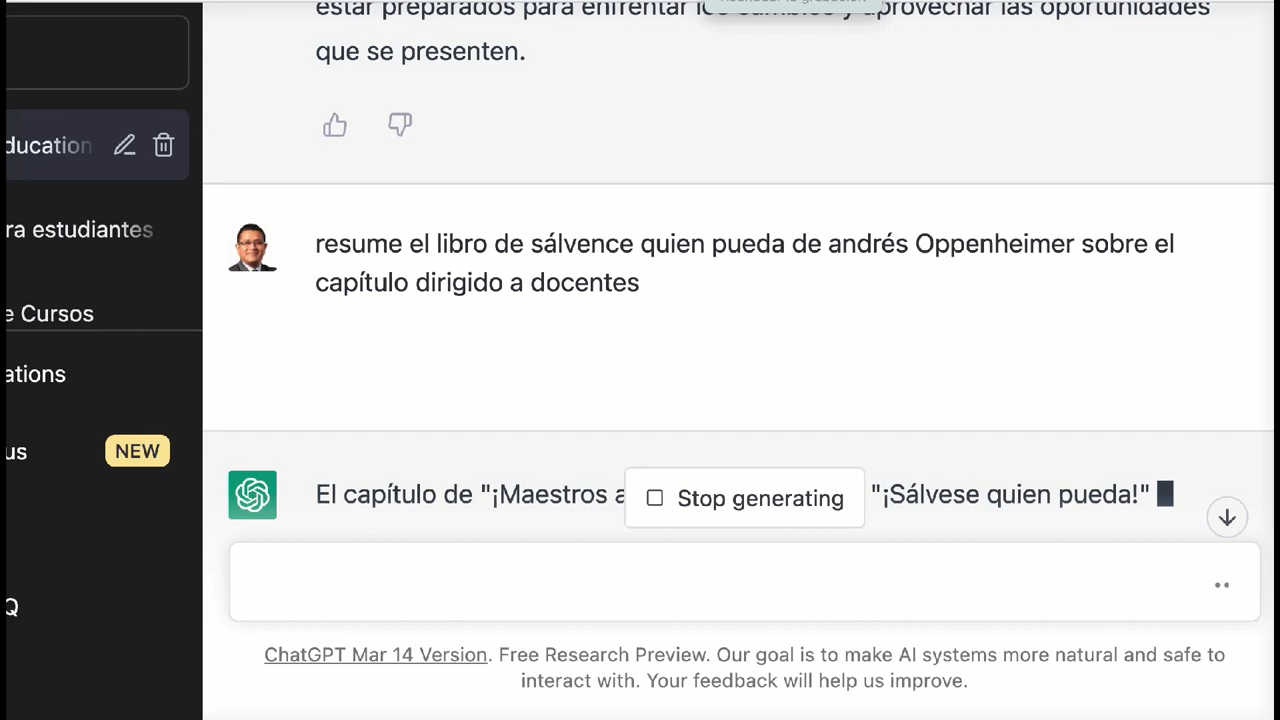 estar preparados para enfrentar los cambios y aprovechar las oportunidades
que se presenten.
ducation
ra estudiantes
resume el libro de sálvence quien pueda de andrés Oppenheimer sobre el
capítulo dirigido a docentes
e Cursos
ations
us NEW
El capítulo de "¡Maestros a
Stop generating
"¡Sálvese quien pueda!"
Q
ChatGPT Mar 14 Version. Free Research Preview. Our goal is to make AI systems more natural and safe to
interact with. Your feedback will help us improve.